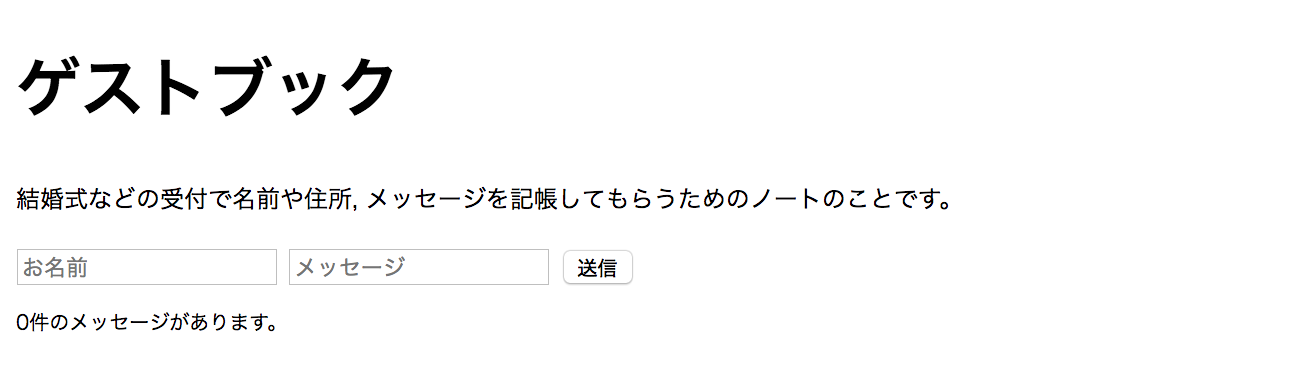 ゲストブック
結婚式などの受付で名前や住所, メッセージを記帳してもらうためのノートのことです。
お名前 メッセージ 送信
0件のメッセージがあります。